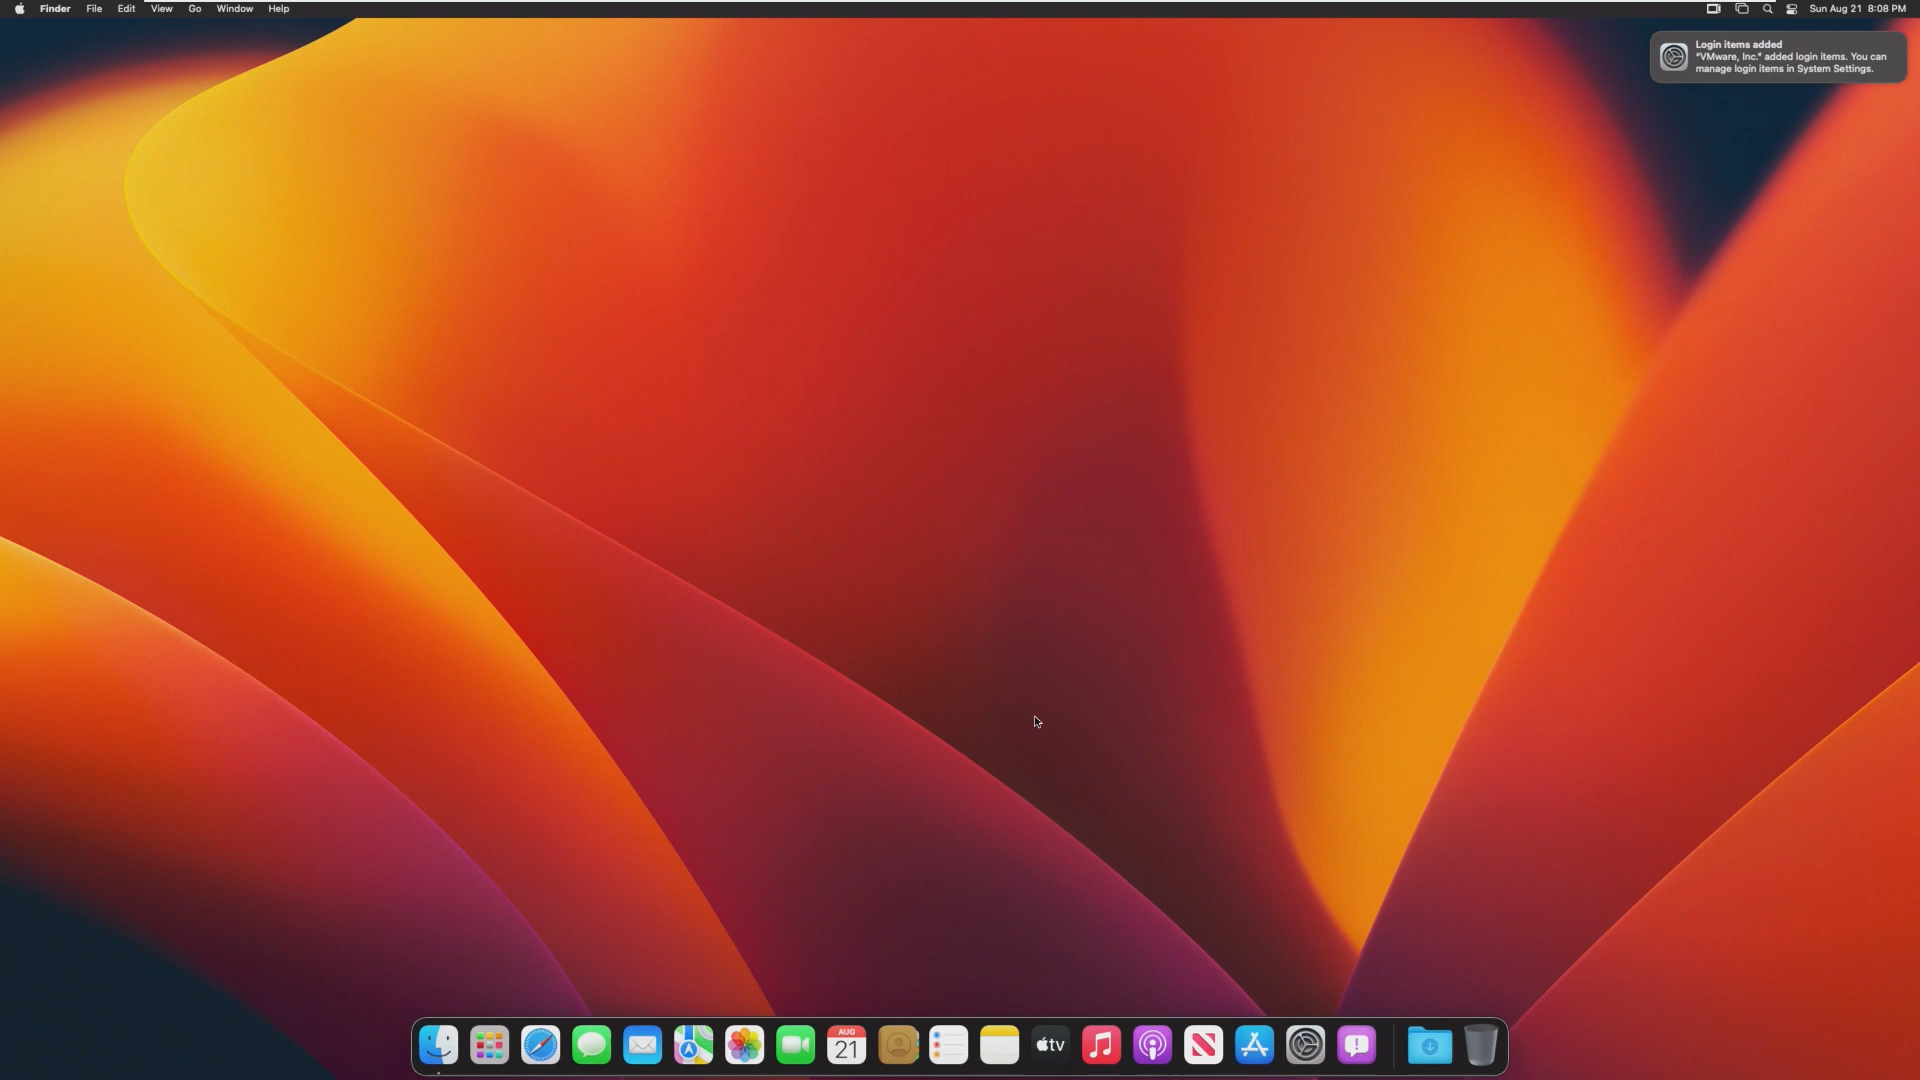 Finder File Edit View Go Window Help
Sun Aug 21 8:08 PM
Login items added
"VMware, Inc." added login items. You can
manage login items in System Settings.
AUG
21
tv